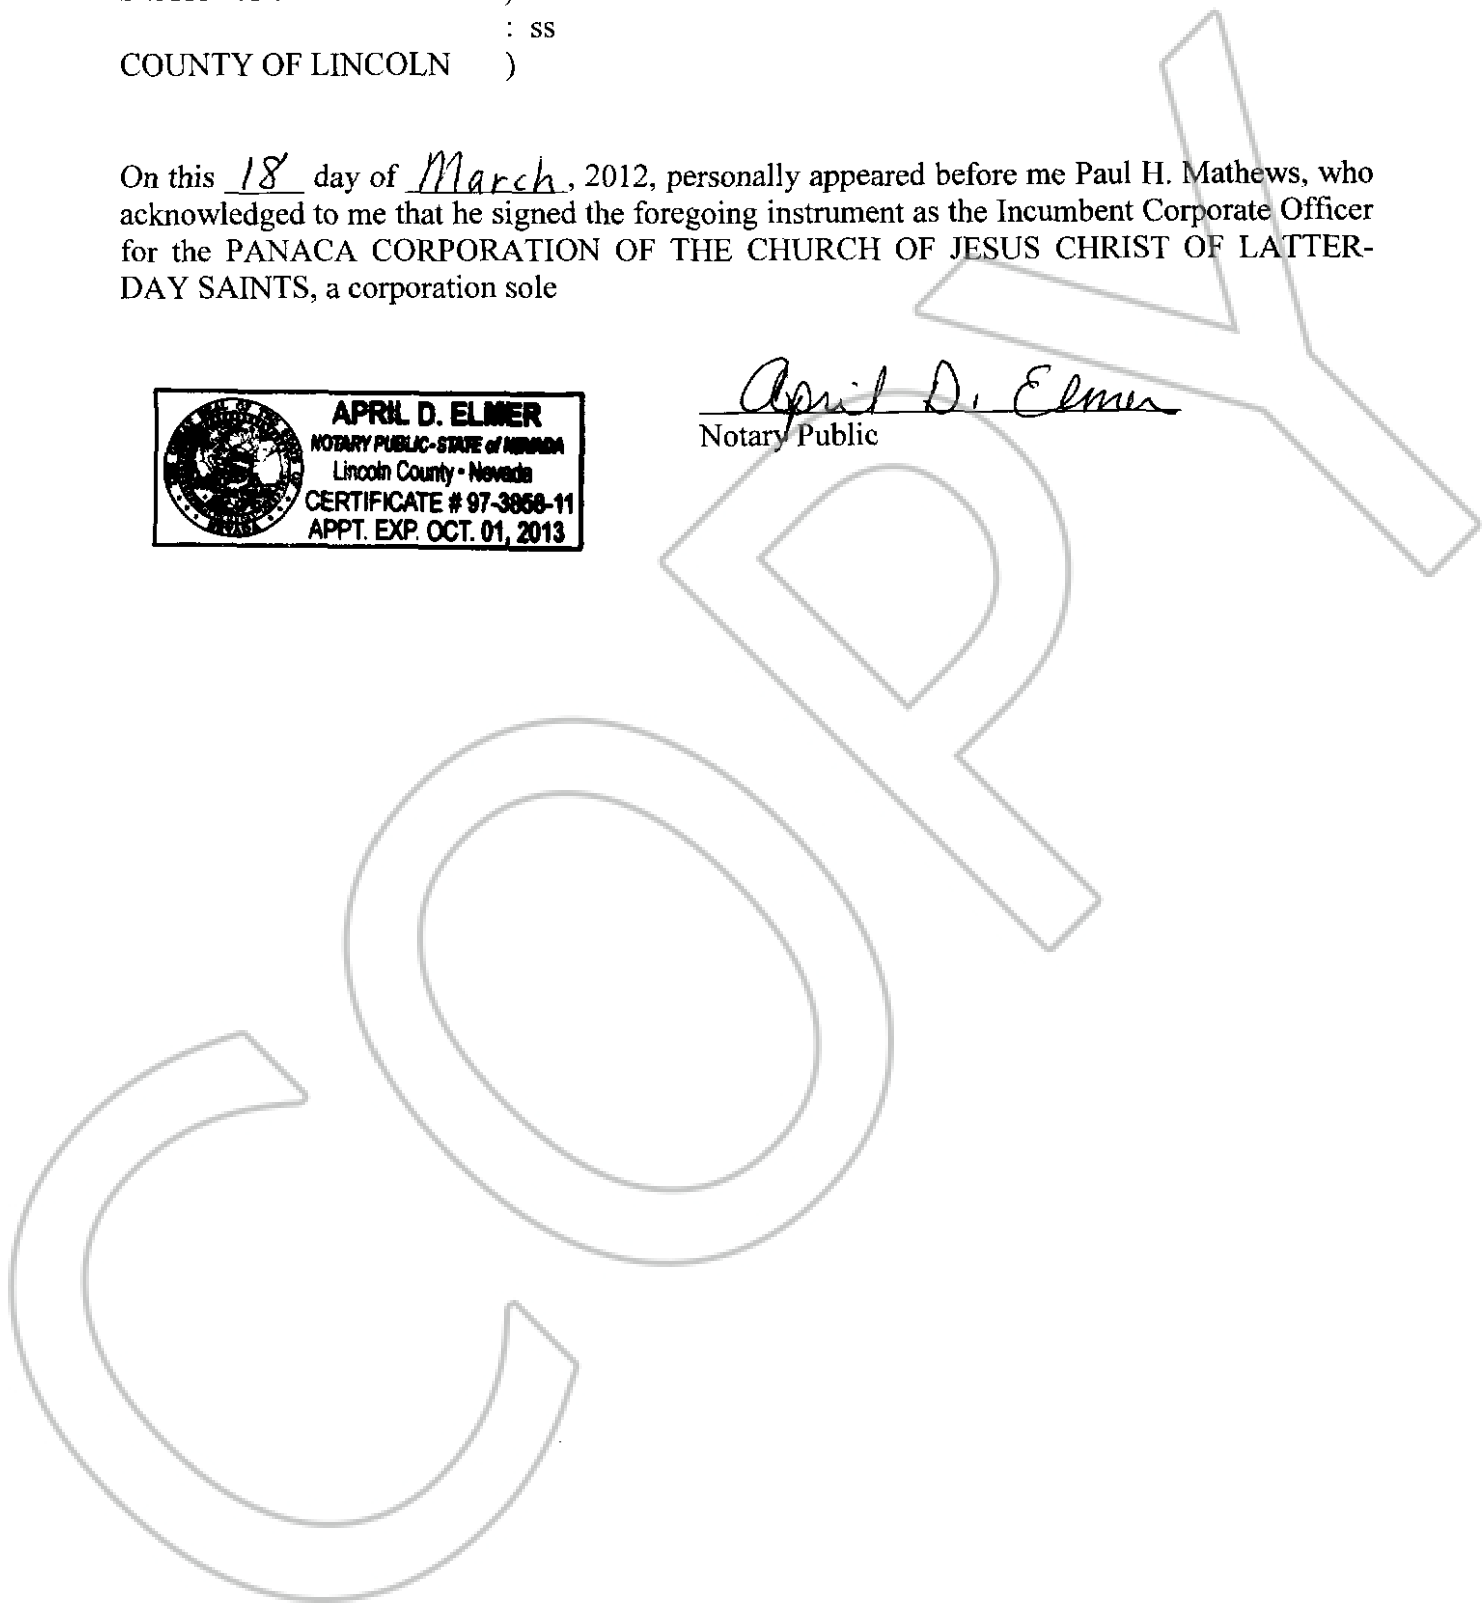 : ss
COUNTY OF LINCOLN )
On this 18 day of March, 2012, personally appeared before me Paul H. Mathews, who
acknowledged to me that he signed the foregoing instrument as the Incumbent Corporate Officer
for the PANACA CORPORATION OF THE CHURCH OF JESUS CHRIST OF LATTER-
DAY SAINTS, a corporation sole
April D. Elmer
Notary Public
APRIL D. ELMER
NOTARY PUBLIC-STATE of NEVADA
Lincoln County • Nevada
CERTIFICATE # 97-3858-11
APPT. EXP. OCT. 01, 2013
COPY